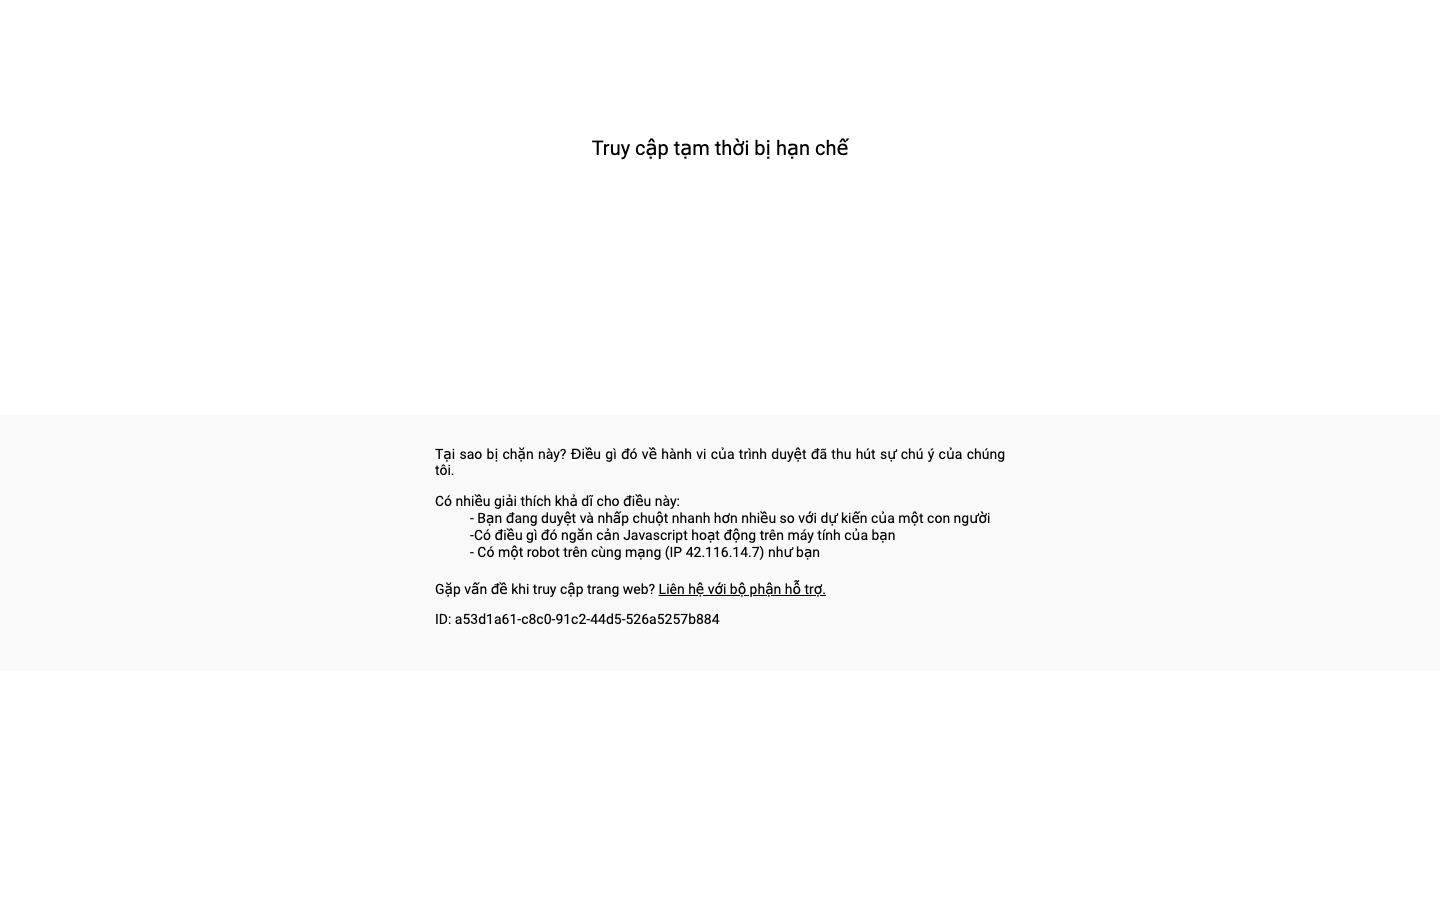 Truy cập tạm thời bị hạn chế
Tại sao bị chặn này? Điều gì đó về hành vi của trình duyệt đã thu hút sự chú ý của chúng
tôi.
Có nhiều giải thích khả dĩ cho điều này:
- Bạn đang duyệt và nhấp chuột nhanh hơn nhiều so với dự kiến của một con người
-Có điều gì đó ngăn cản Javascript hoạt động trên máy tính của bạn
- Có một robot trên cùng mạng (IP 42.116.14.7) như bạn
Gặp vấn đề khi truy cập trang web? Liên hệ với bộ phận hỗ trợ.
ID: a53d1a61-c8c0-91c2-44d5-526a5257b884